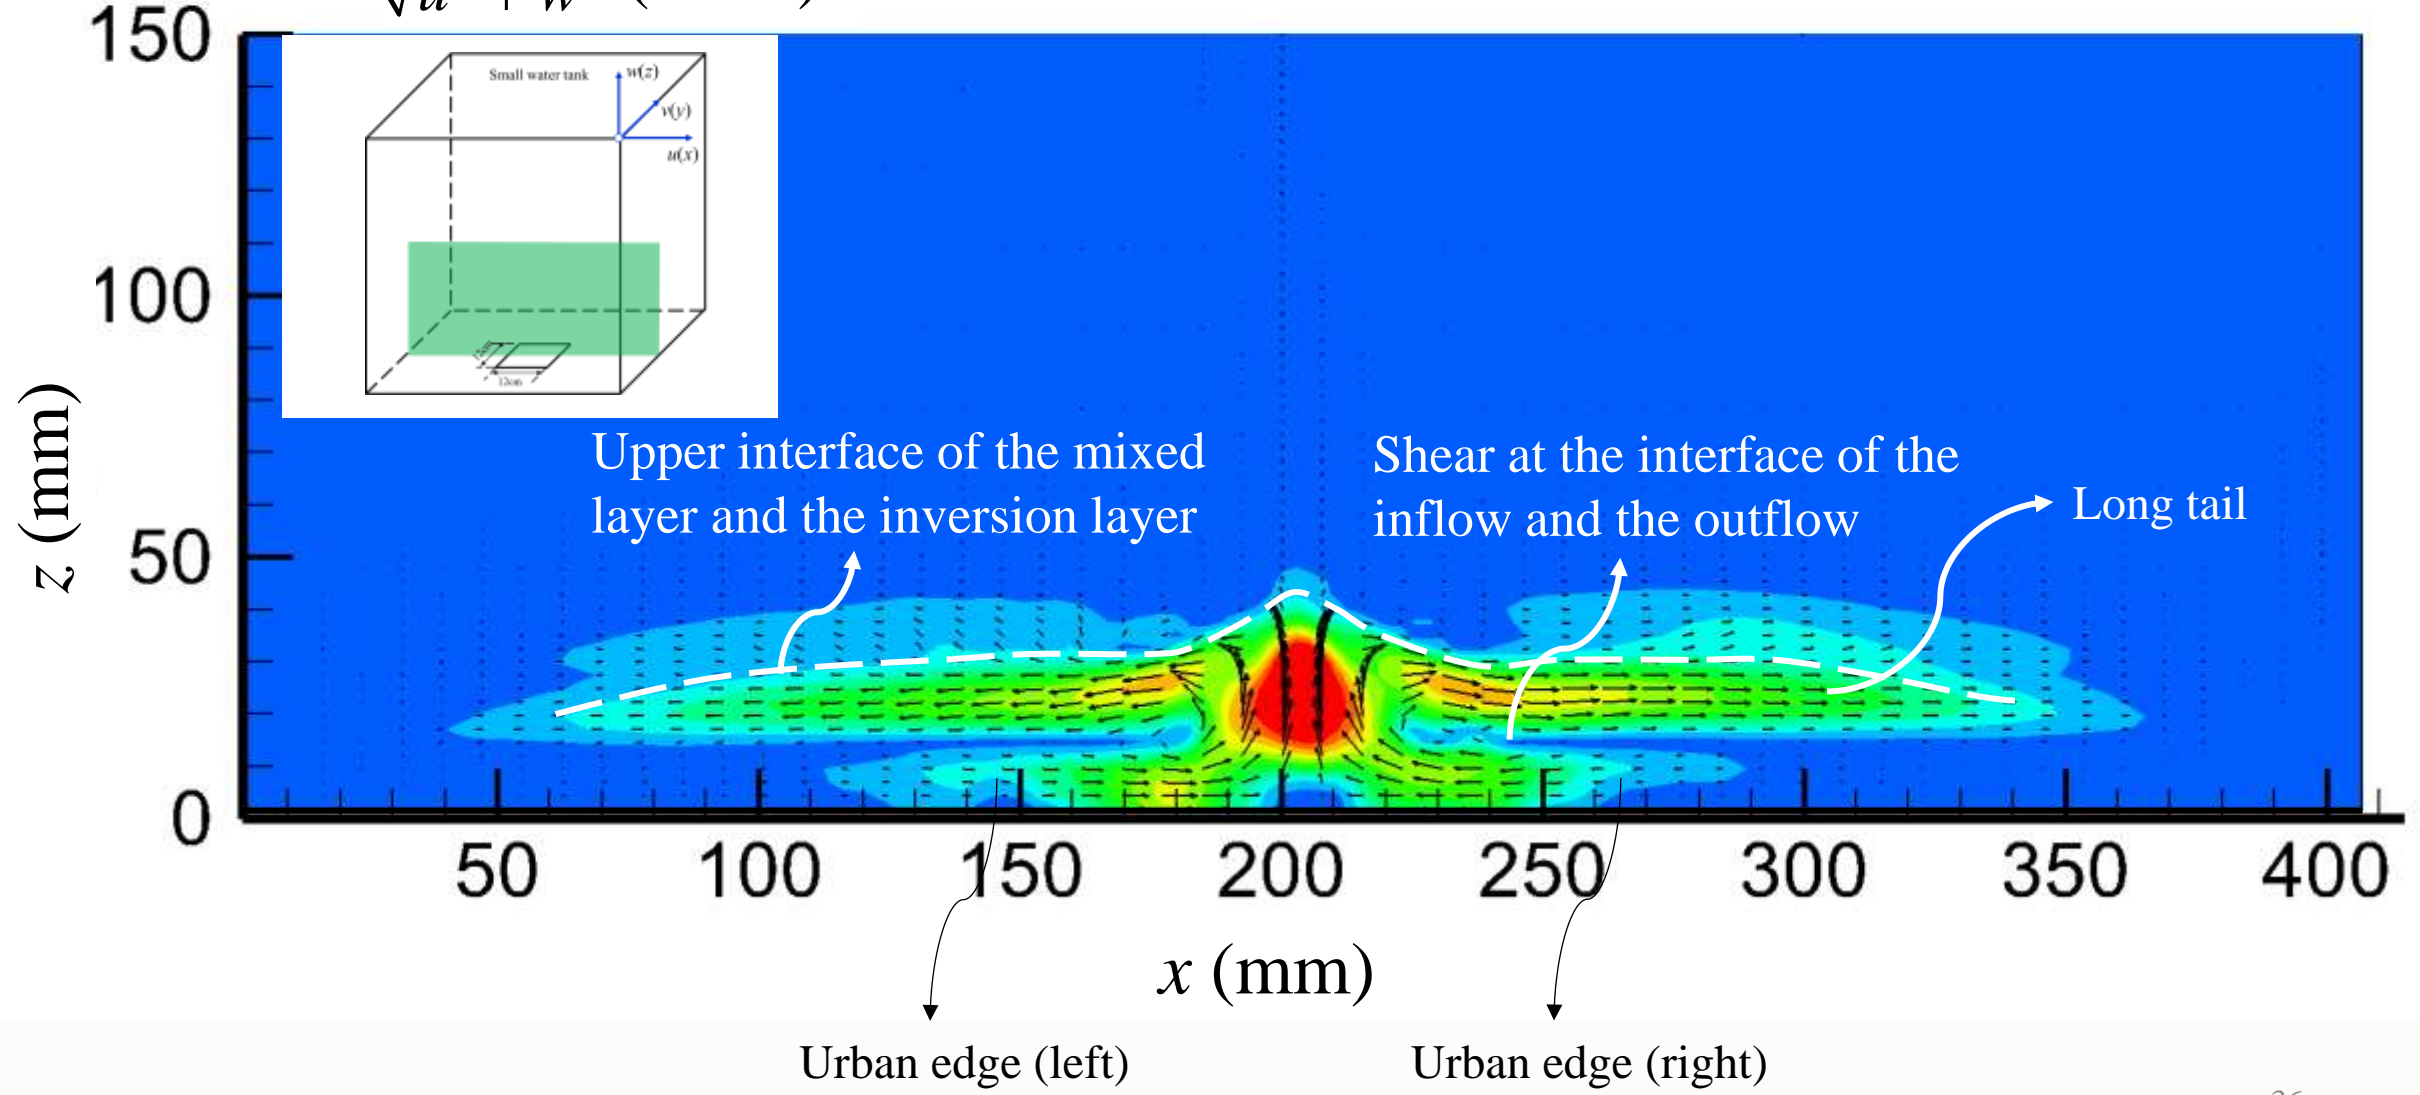 150
Small water tank
w(z)
v(y)
u(x)
12cm
12cm
100
Upper interface of the mixed
layer and the inversion layer
Shear at the interface of the
inflow and the outflow
Long tail
50
z (mm)
0
50 100 150 200 250 300 350 400
x (mm)
Urban edge (left)
Urban edge (right)